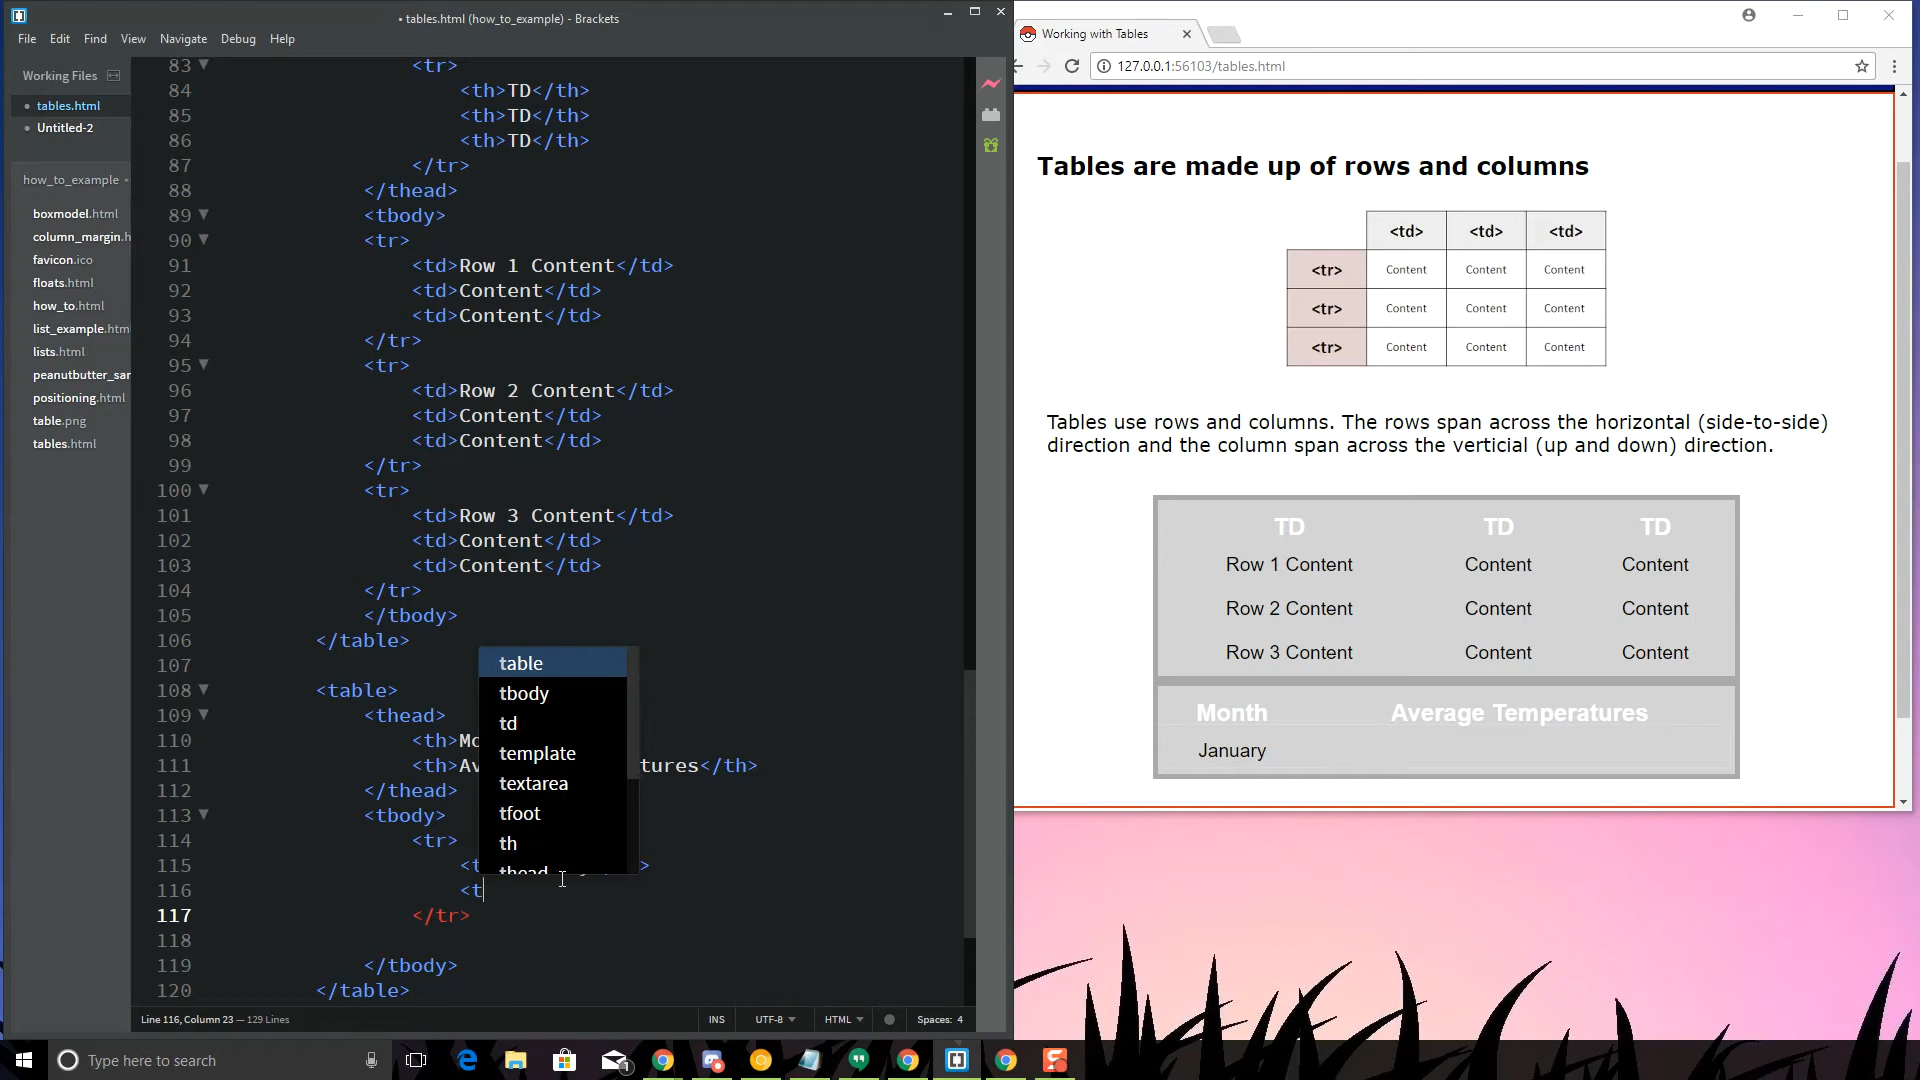 • tables.html (how_to_example) - Brackets
File Edit Find View Navigate Debug Help
Working Files
tables.html
Untitled-2
how_to_example
boxmodel.html
column_margin.h
favicon.ico
floats.html
how_to.html
list_example.htm
lists.html
peanutbutter_sar
positioning.html
table.png
tables.html
83 <tr>
84 <th>TD</th>
85 <th>TD</th>
86 <th>TD</th>
87 </tr>
88 </thead>
89 <tbody>
90 <tr>
91 <td>Row 1 Content</td>
92 <td>Content</td>
93 <td>Content</td>
94 </tr>
95 <tr>
96 <td>Row 2 Content</td>
97 <td>Content</td>
98 <td>Content</td>
99 </tr>
100 <tr>
101 <td>Row 3 Content</td>
102 <td>Content</td>
103 <td>Content</td>
104 </tr>
105 </tbody>
106 </table>
107
108 <table>
109 <thead>
110 <th>Mo
111 <th>Av tures</th>
112 </thead>
113 <tbody>
114 <tr>
115 <t >
116 <t
117 </tr>
118
119 </tbody>
120 </table>
table
tbody
td
template
textarea
tfoot
th
thead
Line 116, Column 23 — 129 Lines
INS UTF-8 HTML Spaces: 4
Working with Tables
127.0.0.1:56103/tables.html
Tables are made up of rows and columns
<td> <td> <td>
<tr> Content Content Content
<tr> Content Content Content
<tr> Content Content Content
Tables use rows and columns. The rows span across the horizontal (side-to-side)
direction and the column span across the verticial (up and down) direction.
TD TD TD
Row 1 Content Content Content
Row 2 Content Content Content
Row 3 Content Content Content
Month Average Temperatures
January
Type here to search
1